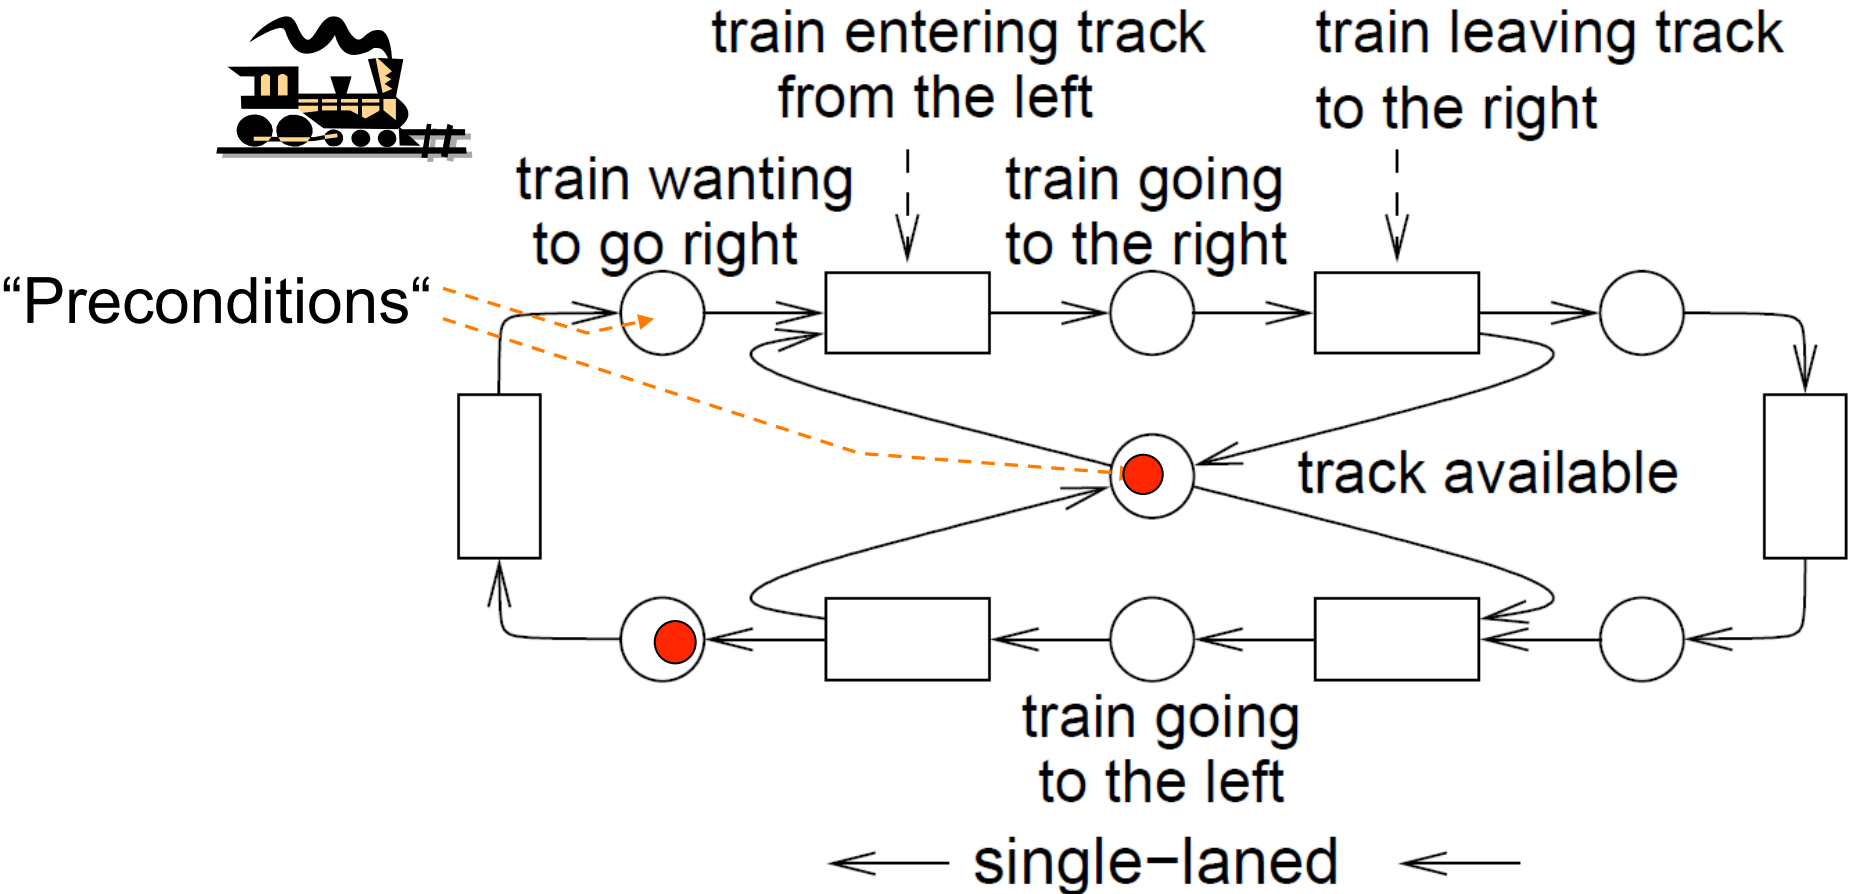 train entering track
from the left
train leaving track
to the right
train wanting
to go right
train going
to the right
“Preconditions“
track available
train going
to the left
single−laned